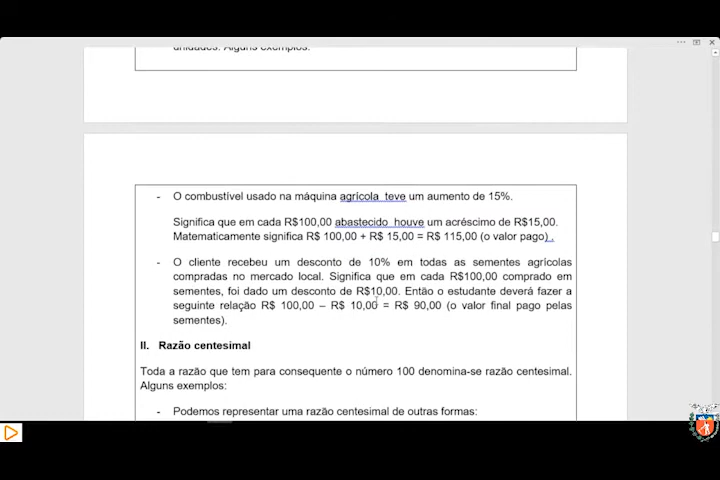 unidades. Alguns exemplos:
- O combustível usado na máquina agrícola teve um aumento de 15%.
Significa que em cada R$100,00 abastecido houve um acréscimo de R$15,00.
Matematicamente significa R$ 100,00 + R$ 15,00 = R$ 115,00 (o valor pago) .
- O cliente recebeu um desconto de 10% em todas as sementes agrícolas
compradas no mercado local. Significa que em cada R$100,00 comprado em
sementes, foi dado um desconto de R$10,00. Então o estudante deverá fazer a
seguinte relação R$ 100,00 – R$ 10,00 = R$ 90,00 (o valor final pago pelas
sementes).
II. Razão centesimal
Toda a razão que tem para consequente o número 100 denomina-se razão centesimal.
Alguns exemplos:
- Podemos representar uma razão centesimal de outras formas: